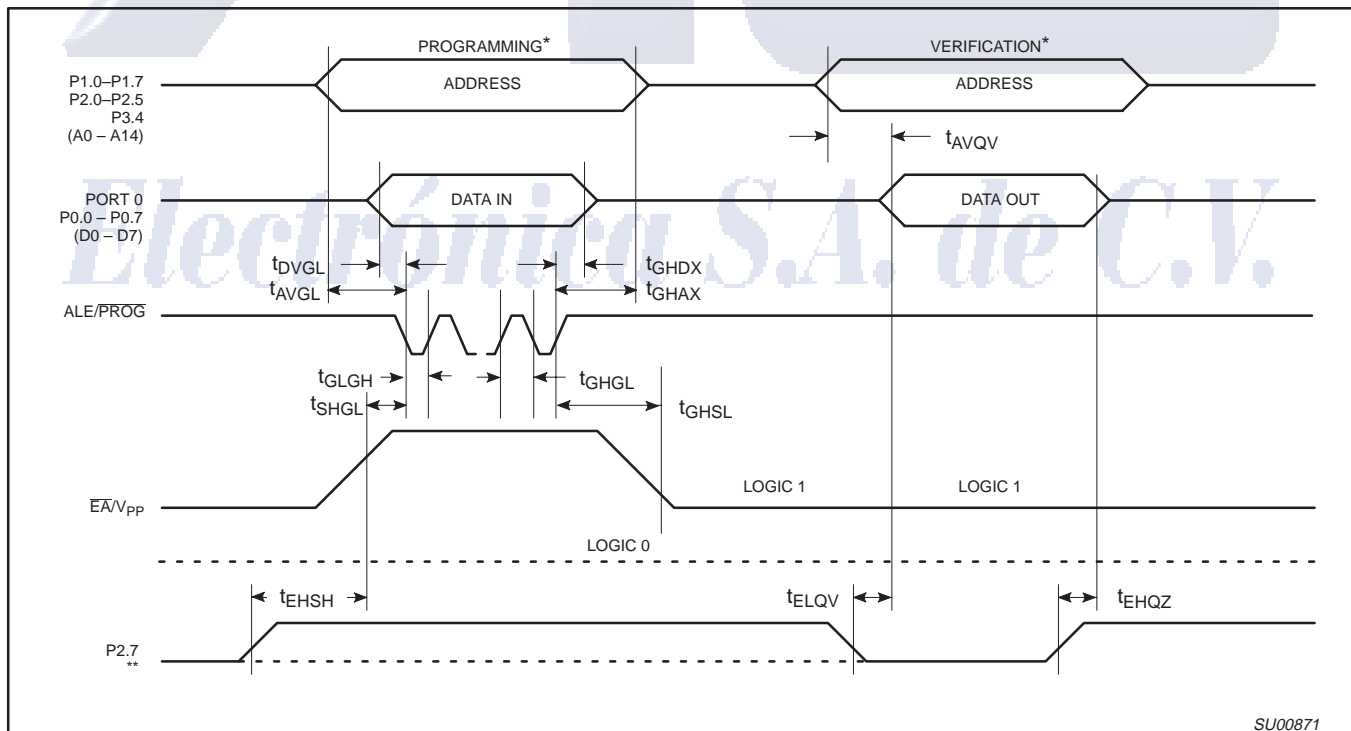 PROGRAMMING*
VERIFICATION*
P1.0–P1.7
P2.0–P2.5
P3.4
(A0 – A14)
ADDRESS
ADDRESS
tAVQV
PORT 0
P0.0 – P0.7
(D0 – D7)
DATA IN
DATA OUT
Electrónica S.A. de C.V.
tDVGL
tGHDX
tAVGL
tGHAX
ALE/PROG
tGLGH
tGHGL
tSHGL
tGHSL
LOGIC 1
LOGIC 1
EA/VPP
LOGIC 0
tEHSH
tELQV
tEHQZ
P2.7
**
SU00871